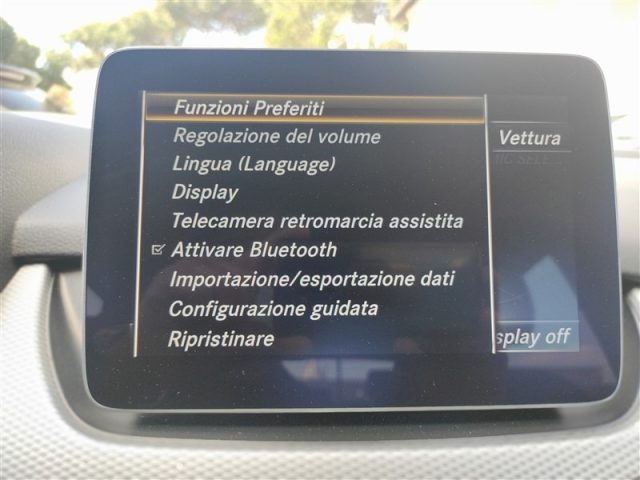 Funzioni Preferiti
Regolazione del volume
Vettura
Lingua (Language)
Display
Telecamera retromarcia assistita
Attivare Bluetooth
Importazione/esportazione dati
Configurazione guidata
Ripristinare
splay off